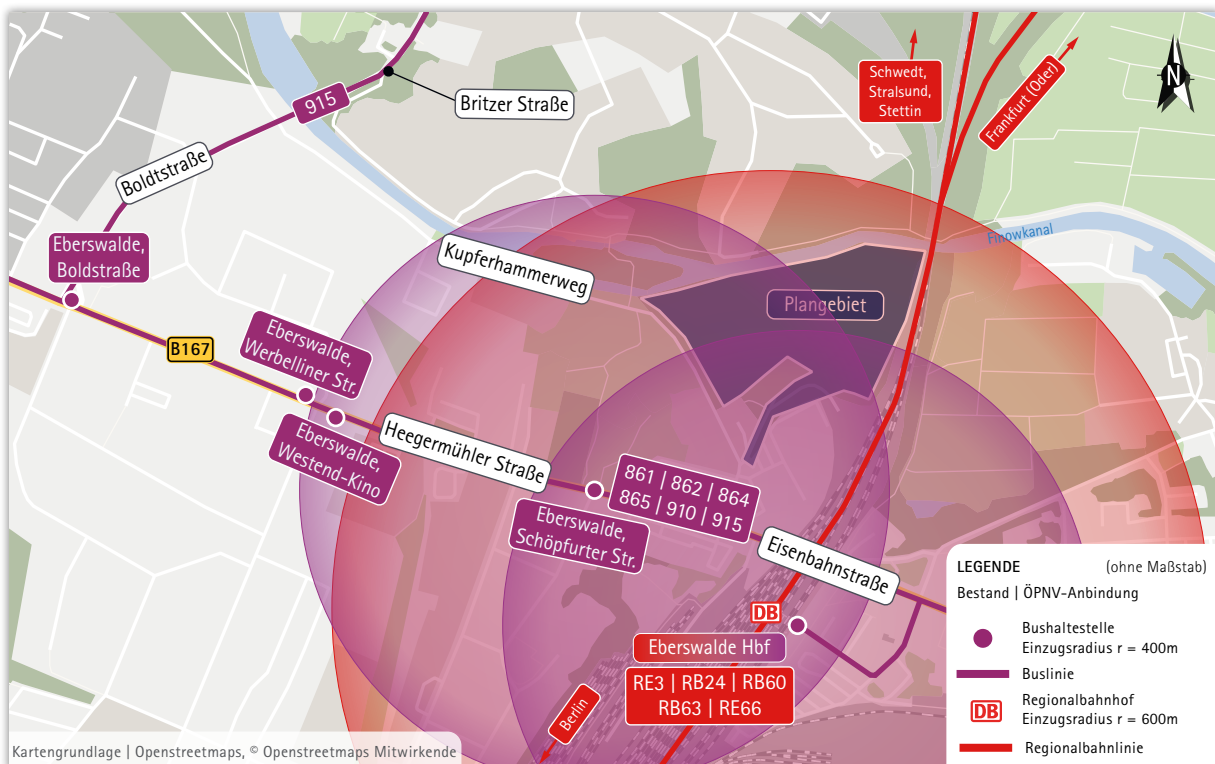 Schwedt,
Stralsund,
Stettin
Frankfurt (Oder)
N
915
Britzer Straße
Boldtstraße
Eberswalde,
Boldstraße
Kupferhammerweg
Finowkanal
Plangebiet
B167
Eberswalde,
Werbelliner Str.
Eberswalde,
Westend-Kino
Heegermühler Straße
861 | 862 | 864
865 | 910 | 915
Eberswalde,
Schöpfurter Str.
Eisenbahnstraße
DB
Eberswalde Hbf
RE3 | RB24 | RB60
RB63 | RE66
Berlin
LEGENDE (ohne Maßstab)
Bestand | ÖPNV-Anbindung
Bushaltestelle
Einzugsradius r = 400m
Buslinie
DB Regionalbahnhof
Einzugsradius r = 600m
Regionalbahnlinie
Kartengrundlage | Openstreetmaps, © Openstreetmaps Mitwirkende